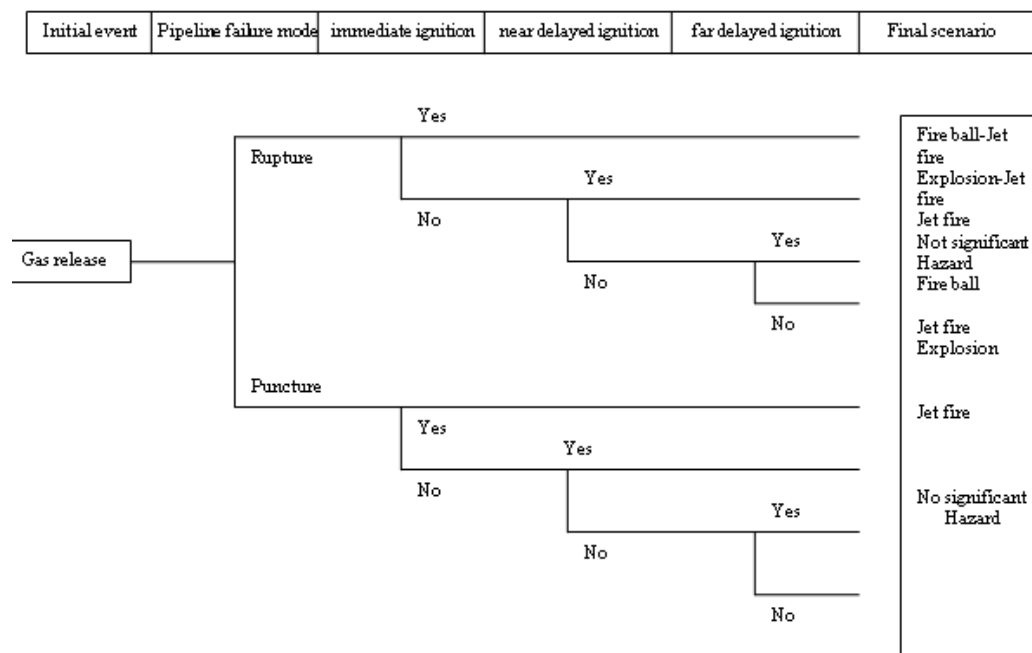 Initial event
Pipeline failure mode
immediate ignition
near delayed ignition
far delayed ignition
Final scenario
Yes
Rupture
Yes
No
Yes
Gas release
No
No
Puncture
Yes
Yes
No
Yes
No
No
Fire ball-Jet
fire
Explosion-Jet
fire
Jet fire
Not significant
Hazard
Fire ball
Jet fire
Explosion
Jet fire
No significant
Hazard